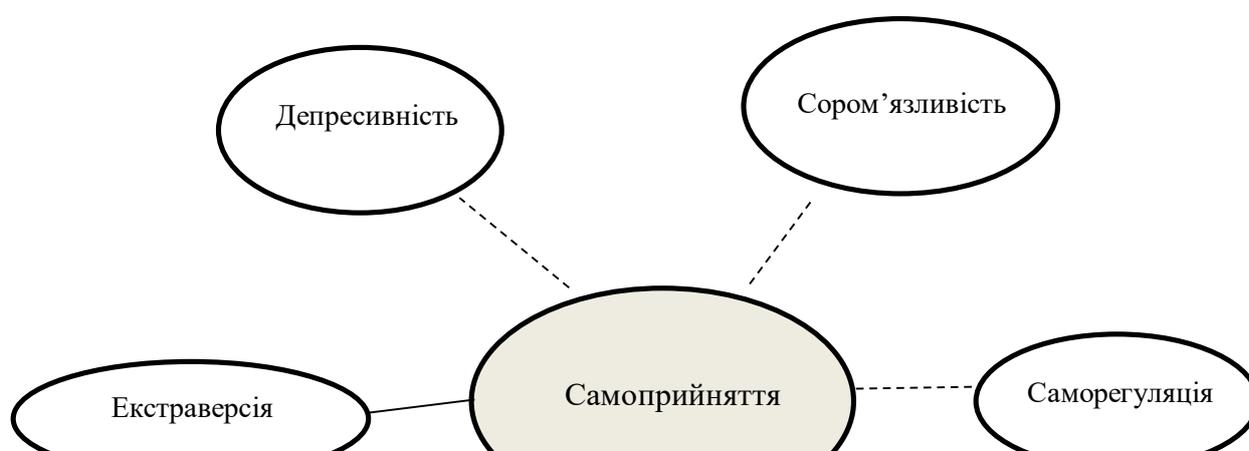 Депресивність
Сором’язливість
Екстраверсія
Самоприйняття
Саморегуляція